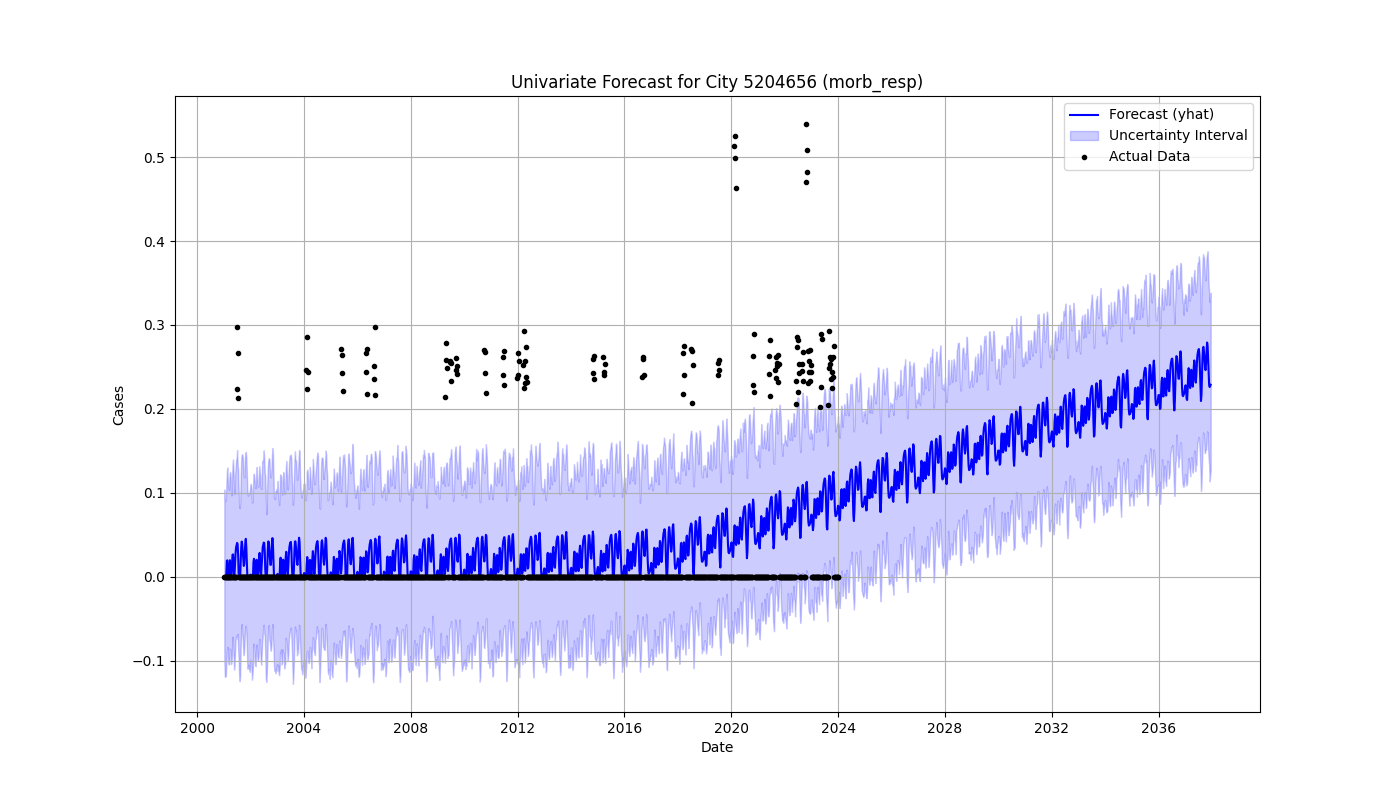 Univariate Forecast for City 5204656 (morb_resp)
Forecast (yhat)
Uncertainty Interval
Actual Data
Cases
0.5
0.4
0.3
0.2
0.1
0.0
−0.1
2000 2004 2008 2012 2016 2020 2024 2028 2032 2036
Date